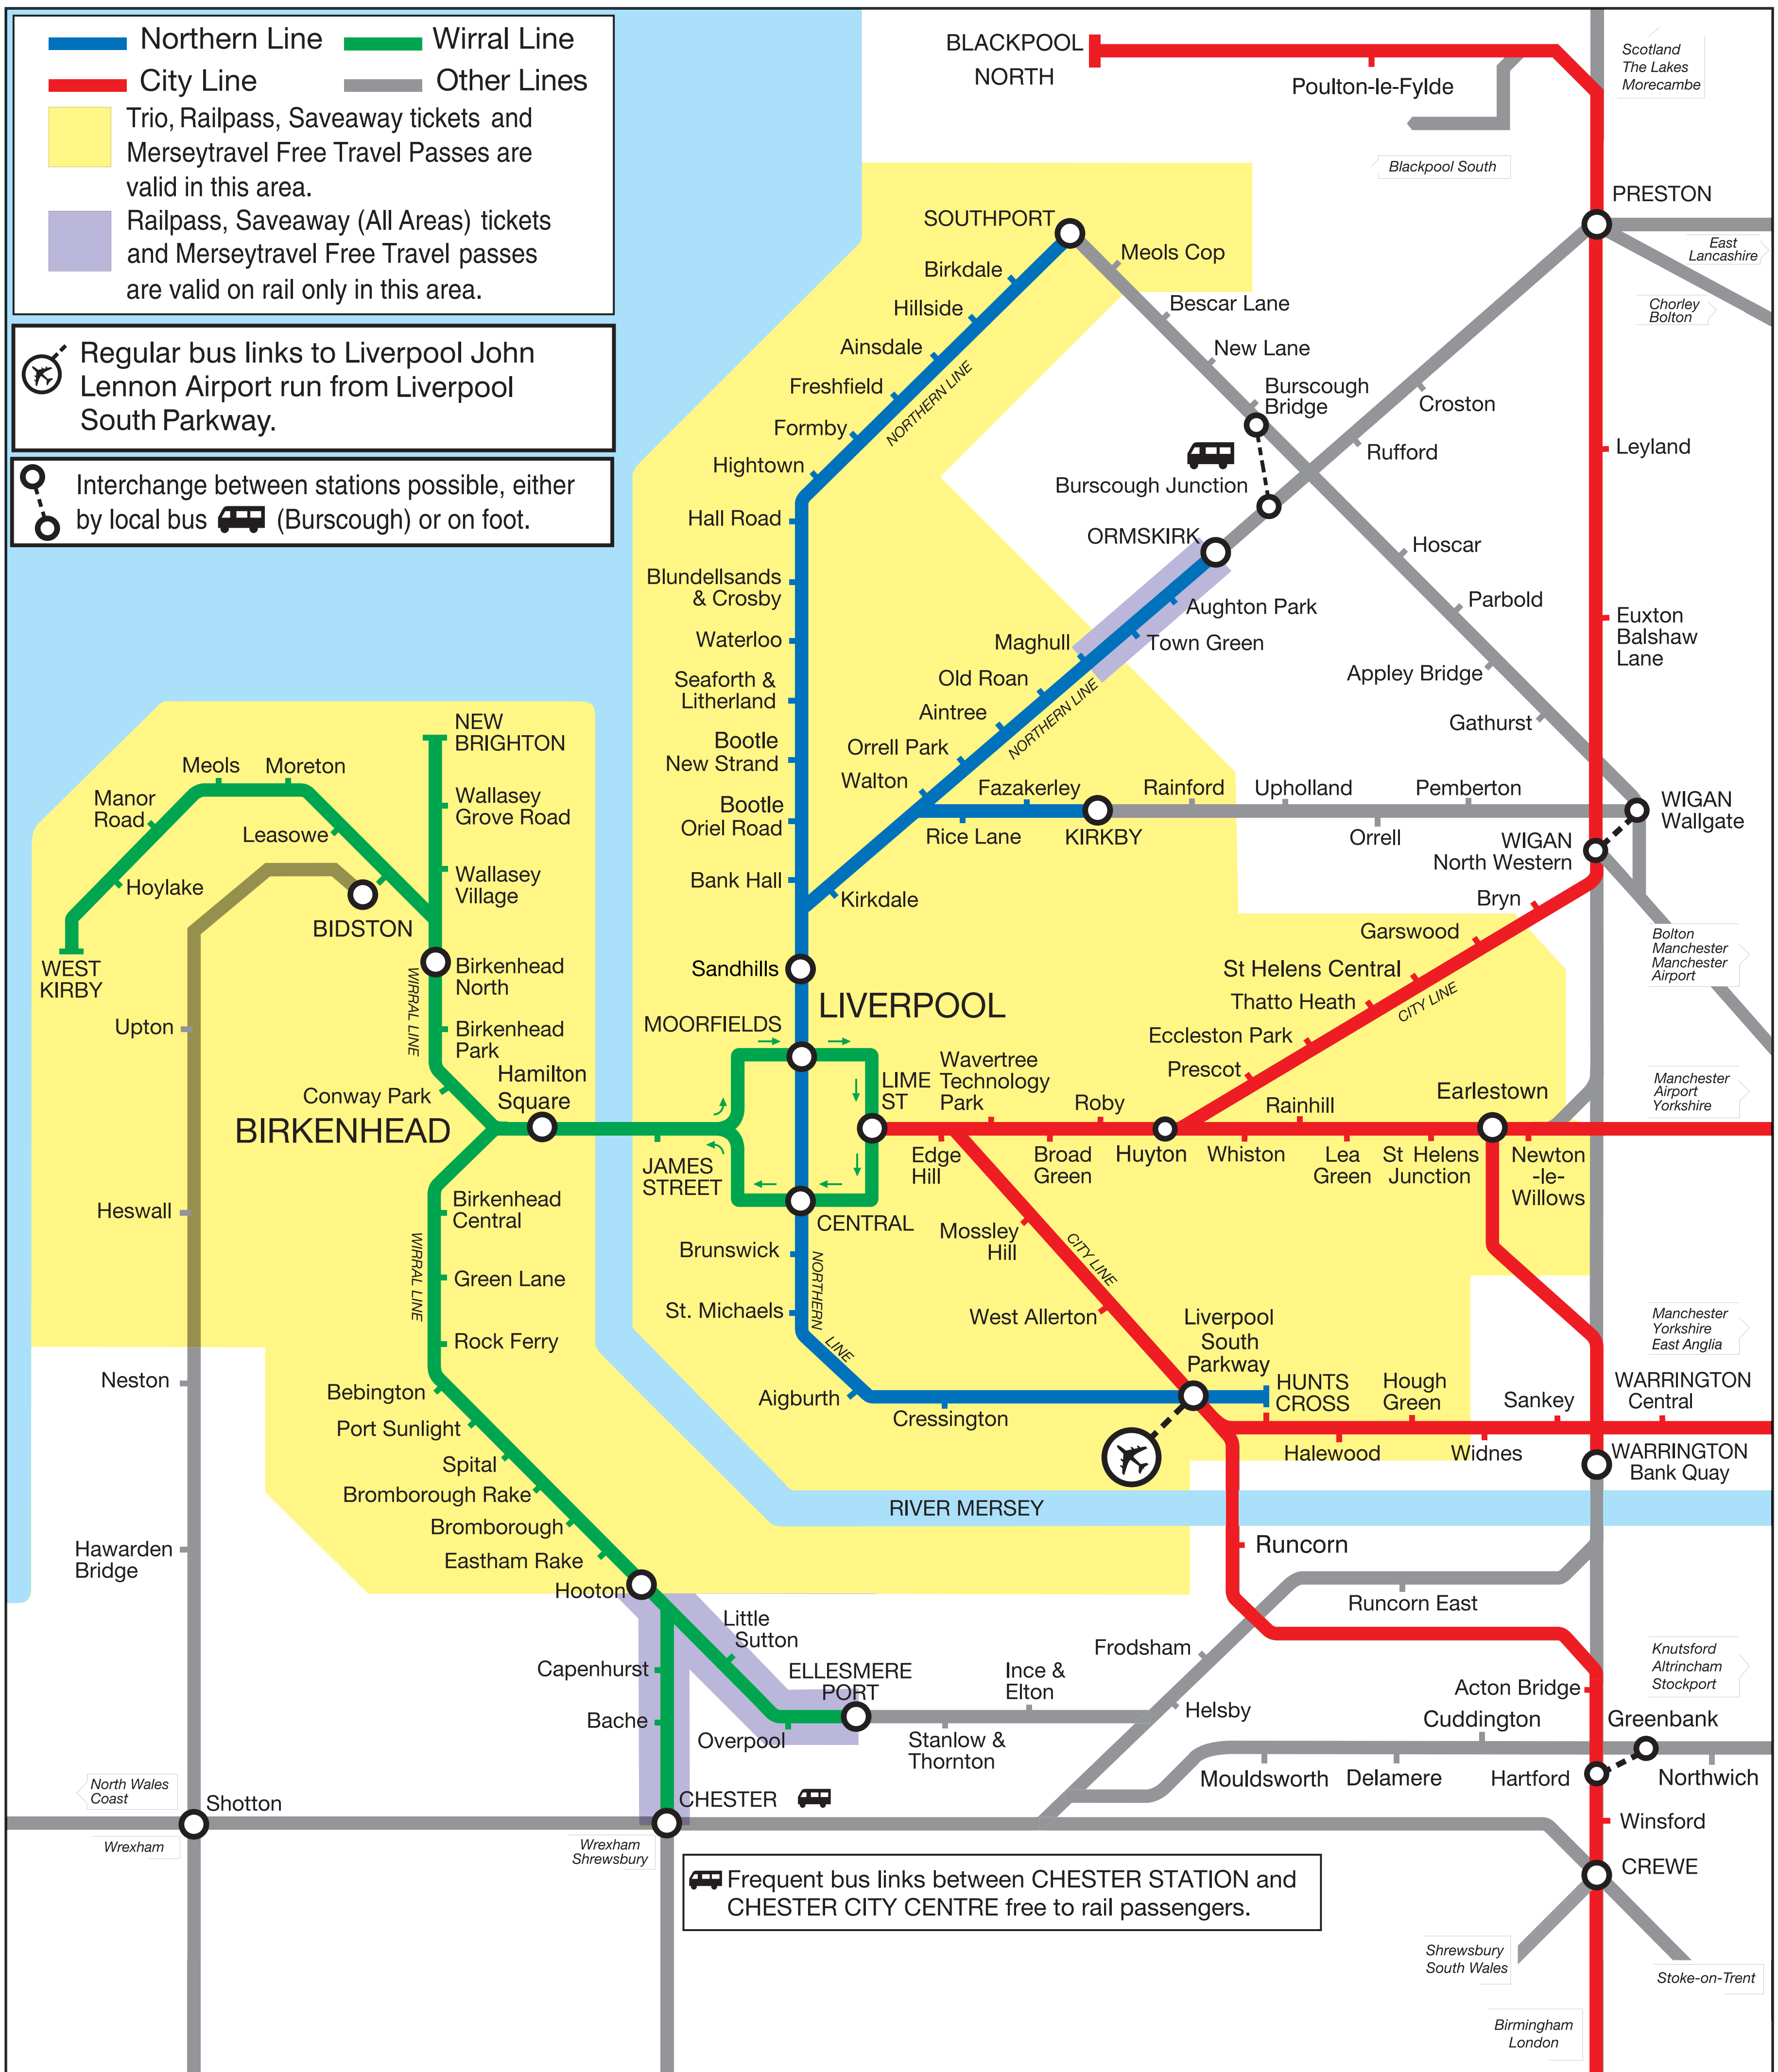 Northern Line
Wirral Line
City Line
Other Lines
Trio, Railpass, Saveaway tickets and
Merseytravel Free Travel Passes are
valid in this area.
Railpass, Saveaway (All Areas) tickets
and Merseytravel Free Travel passes
are valid on rail only in this area.
Regular bus links to Liverpool John
Lennon Airport run from Liverpool
South Parkway.
Interchange between stations possible, either
by local bus (Burscough) or on foot.
BLACKPOOL
NORTH
Poulton-le-Fylde
Scotland
The Lakes
Morecambe
Blackpool South
PRESTON
East
Lancashire
Chorley
Bolton
SOUTHPORT
Meols Cop
Birkdale
Bescar Lane
Hillside
New Lane
Ainsdale
Burscough
Bridge
Freshfield
NORTHERN LINE
Croston
Formby
Rufford
Leyland
Hightown
Burscough Junction
Hall Road
ORMSKIRK
Hoscar
Blundellsands
& Crosby
Aughton Park
Parbold
Euxton
Balshaw
Lane
Waterloo
Maghull
Town Green
Seaforth &
Litherland
Old Roan
Appley Bridge
Aintree
NORTHERN LINE
Gathurst
Bootle
New Strand
Orrell Park
Walton
Fazakerley
Rainford
Upholland
Pemberton
WIGAN
Wallgate
Bootle
Oriel Road
Rice Lane
KIRKBY
Orrell
WIGAN
North Western
Bank Hall
Kirkdale
Bryn
Garswood
Bolton
Manchester
Manchester
Airport
Sandhills
St Helens Central
Thatto Heath
CITY LINE
Eccleston Park
Prescot
NEW
BRIGHTON
Meols
Moreton
Manor
Road
Wallasey
Grove Road
Leasowe
Hoylake
Wallasey
Village
BIDSTON
WEST
KIRBY
Birkenhead
North
WIRRAL LINE
Upton
Birkenhead
Park
Conway Park
Hamilton
Square
BIRKENHEAD
LIVERPOOL
MOORFIELDS
LIME
ST
JAMES
STREET
CENTRAL
Wavertree
Technology
Park
Roby
Rainhill
Earlestown
Manchester
Airport
Yorkshire
Edge
Hill
Broad
Green
Huyton
Whiston
Lea
Green
St Helens
Junction
Newton
-le-
Willows
Heswall
Birkenhead
Central
WIRRAL LINE
Green Lane
Rock Ferry
Brunswick
NORTHERN
LINE
St. Michaels
Mossley
Hill
CITY LINE
West Allerton
Liverpool
South
Parkway
Manchester
Yorkshire
East Anglia
Neston
Bebington
Aigburth
Cressington
HUNTS
CROSS
Hough
Green
Sankey
WARRINGTON
Central
Port Sunlight
Halewood
Widnes
WARRINGTON
Bank Quay
Spital
Bromborough Rake
RIVER MERSEY
Bromborough
Hawarden
Bridge
Eastham Rake
Runcorn
Hooton
Runcorn East
Little
Sutton
Frodsham
Capenhurst
ELLESMERE
PORT
Ince &
Elton
Knutsford
Altrincham
Stockport
Acton Bridge
Bache
Overpool
Stanlow &
Thornton
Helsby
Cuddington
Greenbank
Mouldsworth
Delamere
Hartford
Northwich
North Wales
Coast
Shotton
CHESTER
Winsford
Wrexham
Wrexham
Shrewsbury
CREWE
Frequent bus links between CHESTER STATION and
CHESTER CITY CENTRE free to rail passengers.
Shrewsbury
South Wales
Stoke-on-Trent
Birmingham
London